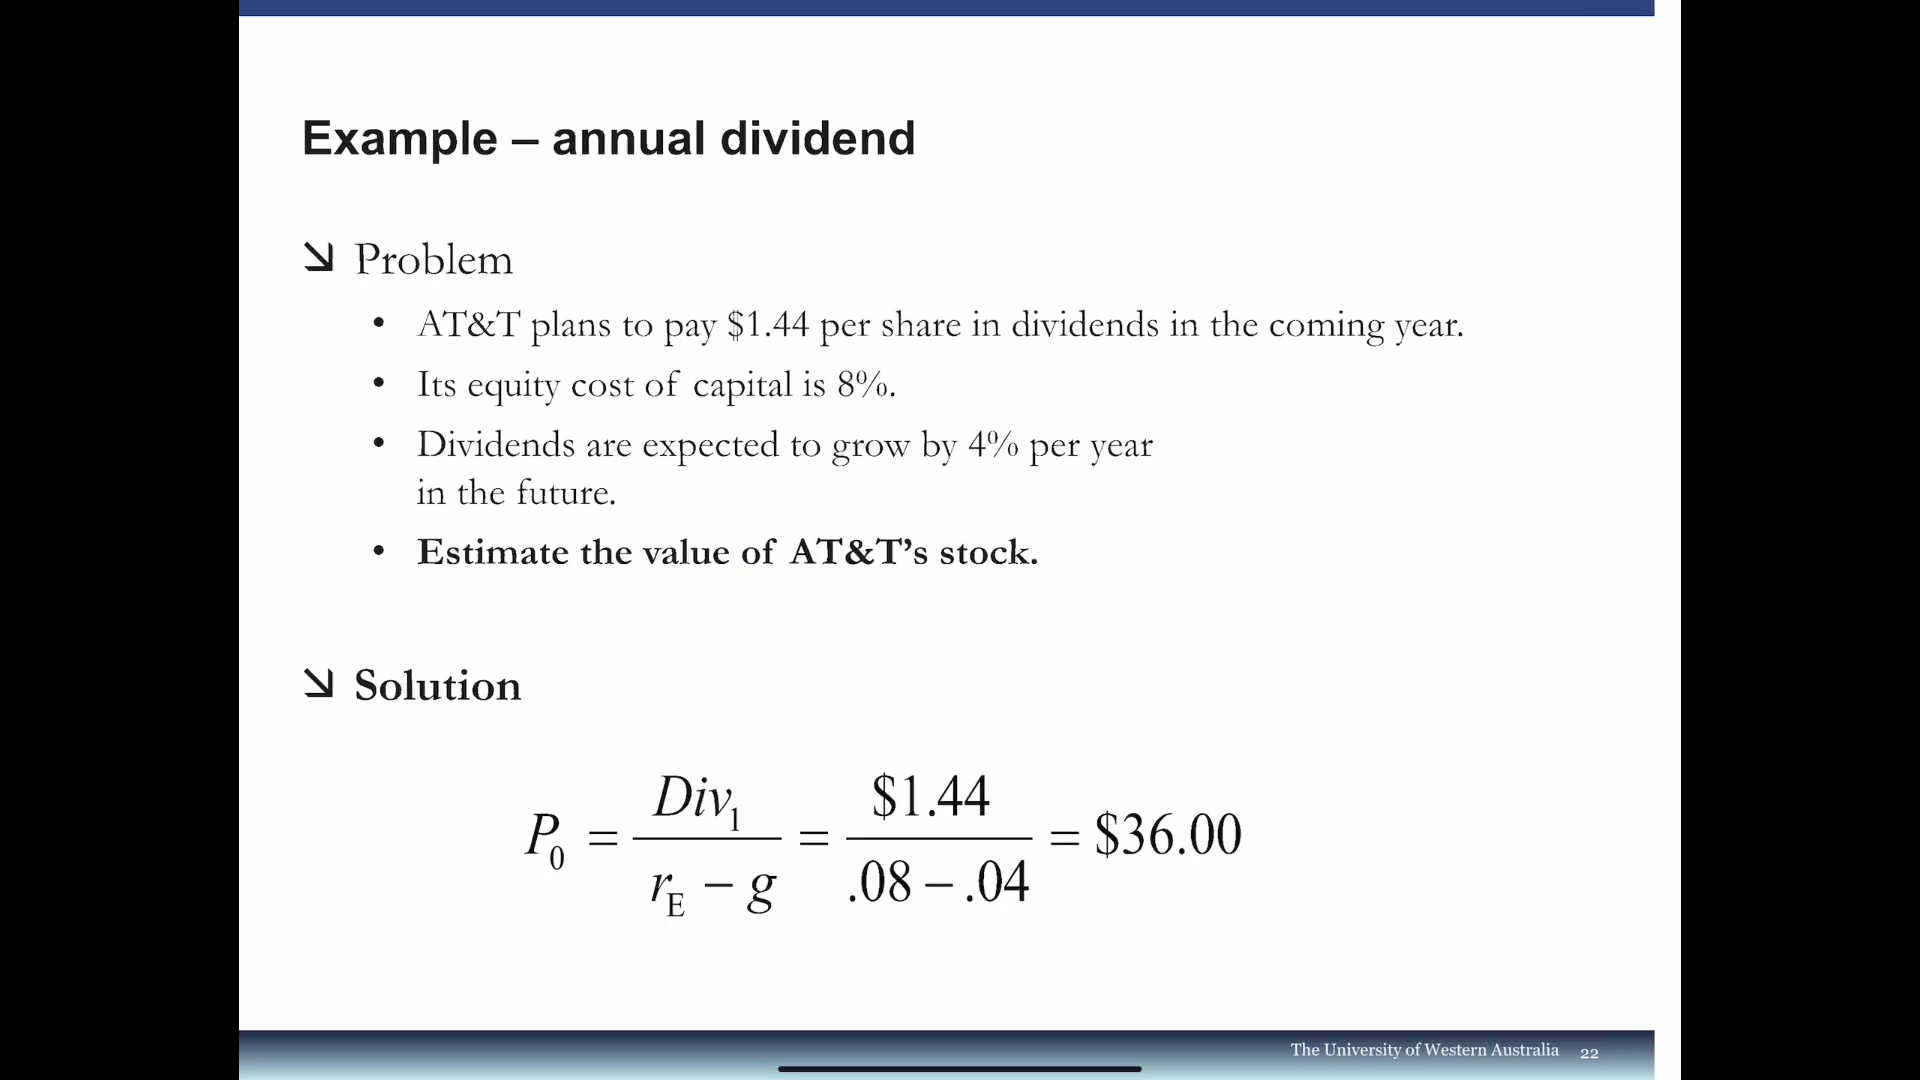 Example – annual dividend
Problem
• AT&T plans to pay $1.44 per share in dividends in the coming year.
• Its equity cost of capital is 8%.
• Dividends are expected to grow by 4% per year
in the future.
• Estimate the value of AT&T’s stock.
Solution
P₀ = Div₁ / (r_E − g) = $1.44 / (.08 − .04) = $36.00
The University of Western Australia 22